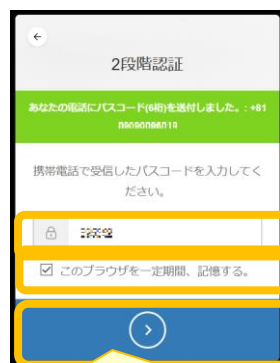 2段階認証
あなたの電話にパスコード(6桁)を送付しました。: +81
携帯電話で受信したパスコードを入力してく
ださい。
このブラウザを一定期間、記憶する。